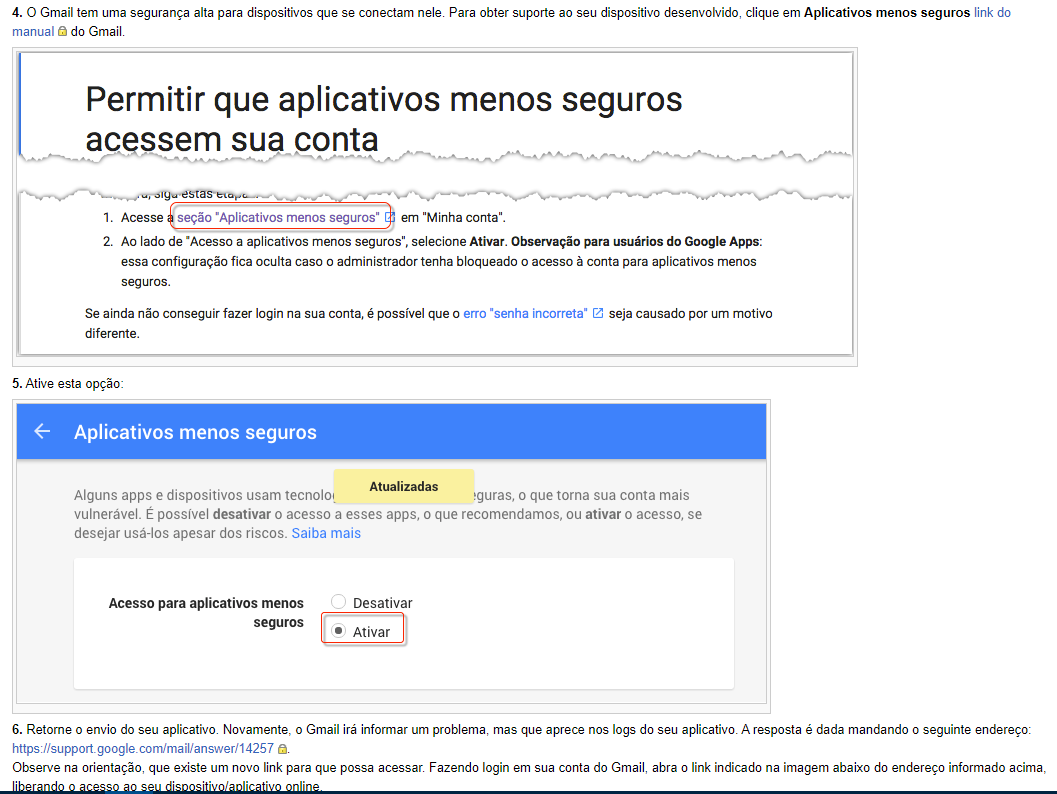 4. O Gmail tem uma segurança alta para dispositivos que se conectam nele. Para obter suporte ao seu dispositivo desenvolvido, clique em Aplicativos menos seguros link do
manual do Gmail.
Permitir que aplicativos menos seguros
acessem sua conta
siga estas etapa
1. Acesse a seção "Aplicativos menos seguros" em "Minha conta".
2. Ao lado de "Acesso a aplicativos menos seguros", selecione Ativar. Observação para usuários do Google Apps:
essa configuração fica oculta caso o administrador tenha bloqueado o acesso à conta para aplicativos menos
seguros.
Se ainda não conseguir fazer login na sua conta, é possível que o erro "senha incorreta" seja causado por um motivo
diferente.
5. Ative esta opção:
Aplicativos menos seguros
Atualizadas
Alguns apps e dispositivos usam tecnolo eguras, o que torna sua conta mais
vulnerável. É possível desativar o acesso a esses apps, o que recomendamos, ou ativar o acesso, se
desejar usá-los apesar dos riscos. Saiba mais
Acesso para aplicativos menos
seguros
Desativar
Ativar
6. Retorne o envio do seu aplicativo. Novamente, o Gmail irá informar um problema, mas que aprece nos logs do seu aplicativo. A resposta é dada mandando o seguinte endereço:
https://support.google.com/mail/answer/14257.
Observe na orientação, que existe um novo link para que possa acessar. Fazendo login em sua conta do Gmail, abra o link indicado na imagem abaixo do endereço informado acima,
liberando o acesso ao seu dispositivo/aplicativo online.